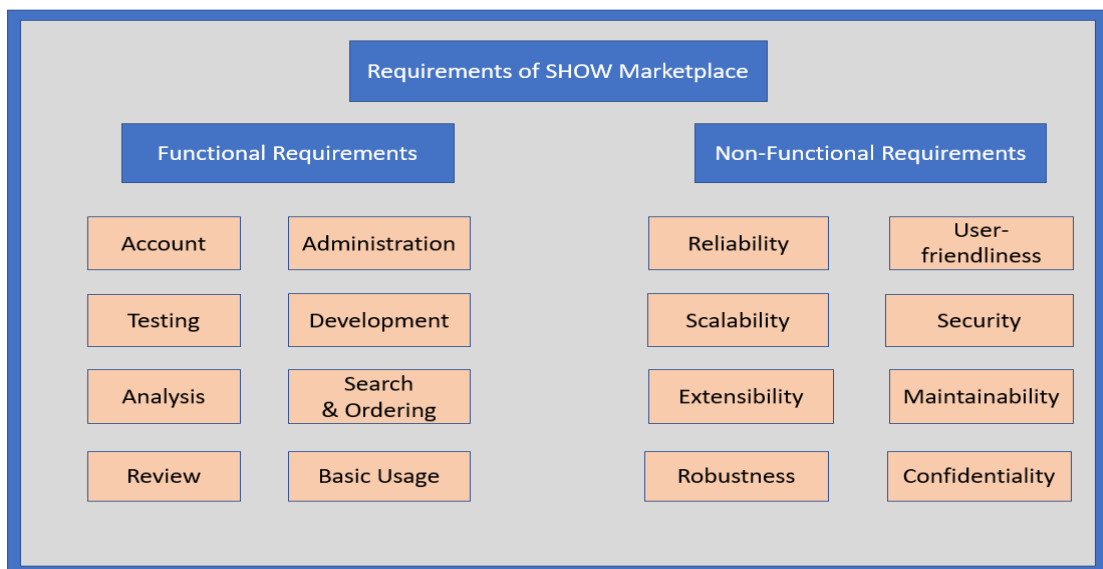 Requirements of SHOW Marketplace
Functional Requirements
Non-Functional Requirements
Account
Administration
Testing
Development
Analysis
Search
& Ordering
Review
Basic Usage
Reliability
User-
friendliness
Scalability
Security
Extensibility
Maintainability
Robustness
Confidentiality